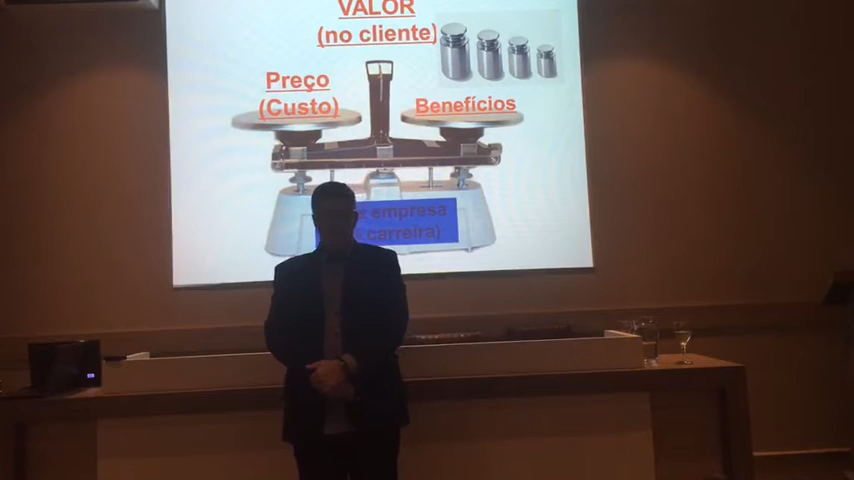 VALOR
(no cliente)
Preço
(Custo)
Benefícios
empresa
carreira)